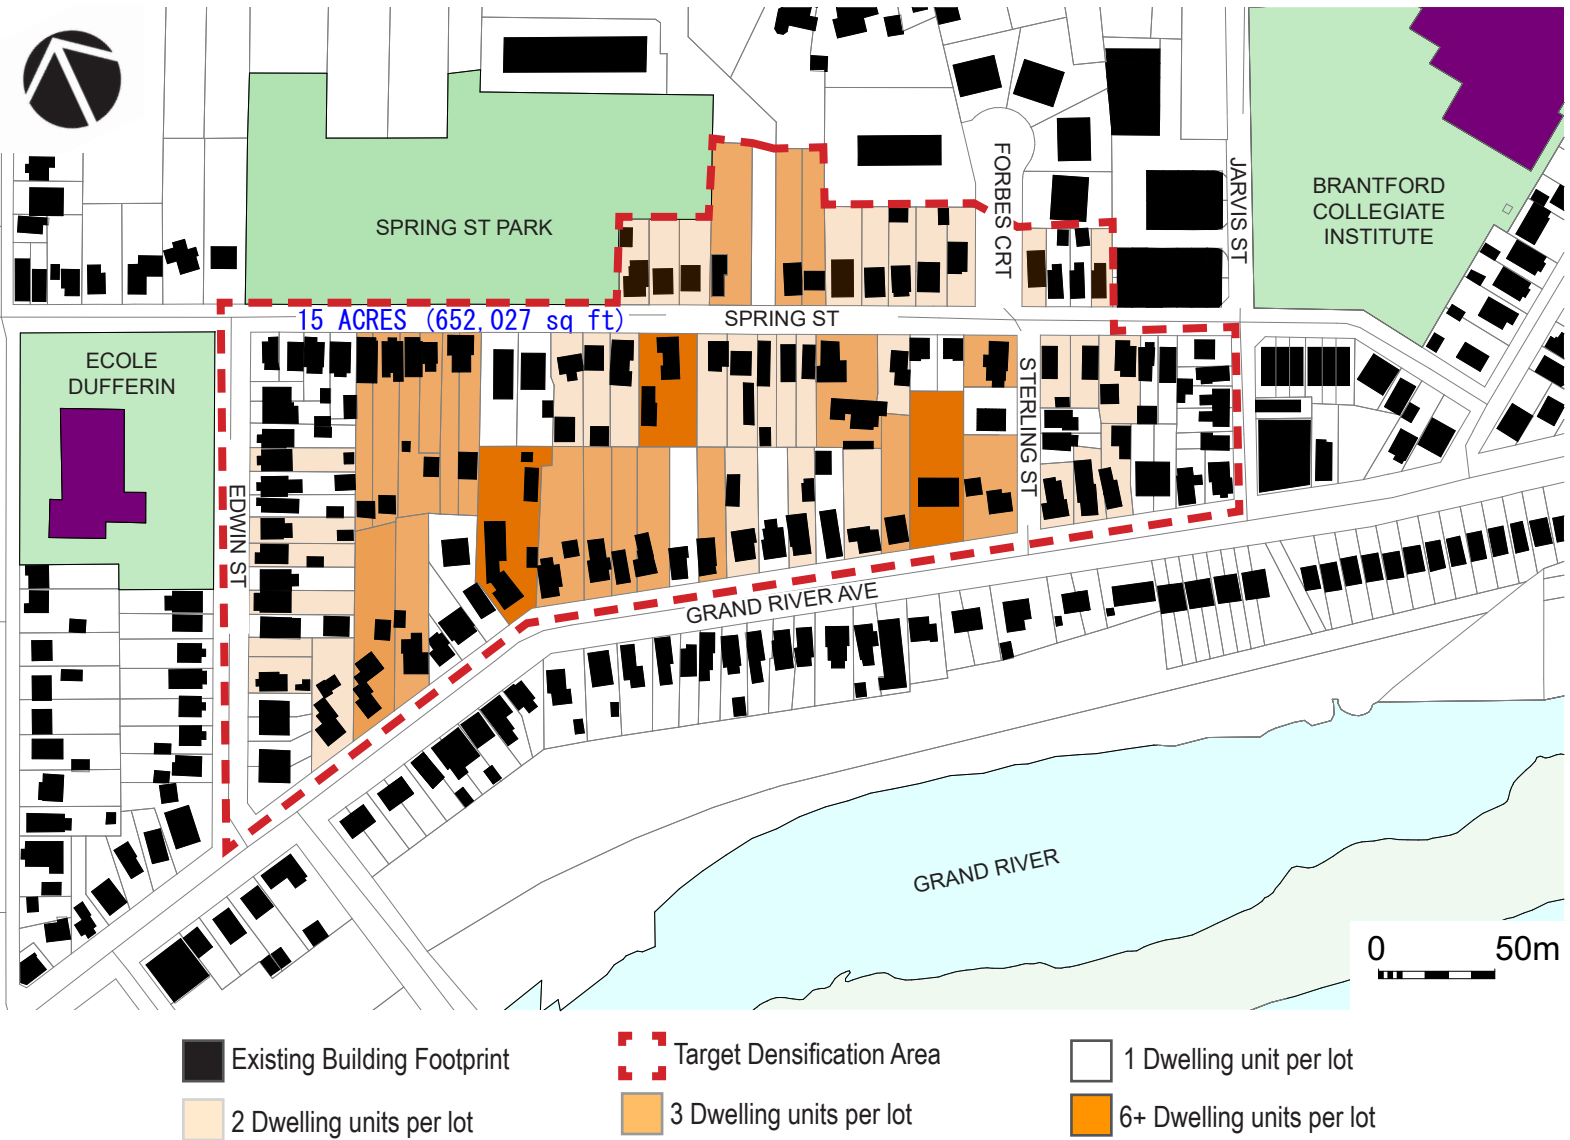 SPRING ST PARK
FORBES CRT
JARVIS ST
BRANTFORD
COLLEGIATE
INSTITUTE
15 ACRES (652,027 sq ft)
SPRING ST
ECOLE
DUFFERIN
STERLING ST
EDWIN ST
GRAND RIVER AVE
GRAND RIVER
0 50m
Existing Building Footprint
Target Densification Area
1 Dwelling unit per lot
2 Dwelling units per lot
3 Dwelling units per lot
6+ Dwelling units per lot